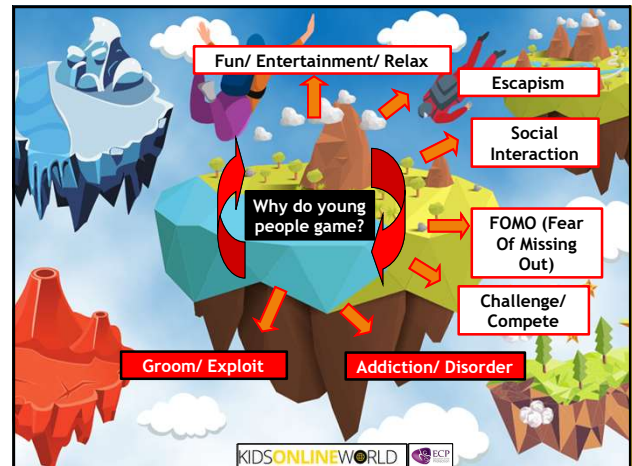 Fun/ Entertainment/ Relax
Escapism
Social
Interaction
Why do young
people game?
FOMO (Fear
Of Missing
Out)
Challenge/
Compete
Groom/ Exploit
Addiction/ Disorder
KIDSONLINEWORLD
ECP